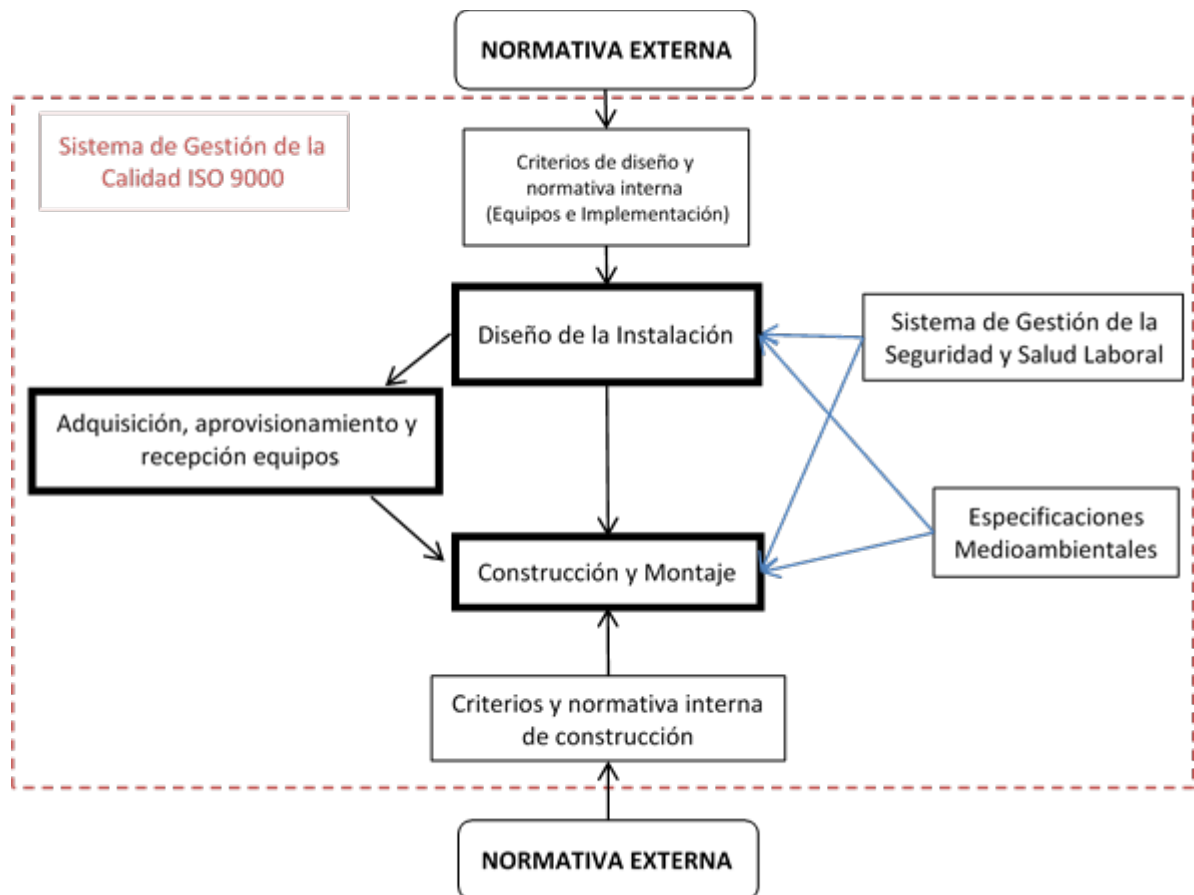 NORMATIVA EXTERNA
Sistema de Gestión de la
Calidad ISO 9000
Criterios de diseño y
normativa interna
(Equipos e Implementación)
Diseño de la Instalación
Sistema de Gestión de la
Seguridad y Salud Laboral
Adquisición, aprovisionamiento y
recepción equipos
Especificaciones
Medioambientales
Construcción y Montaje
Criterios y normativa interna
de construcción
NORMATIVA EXTERNA